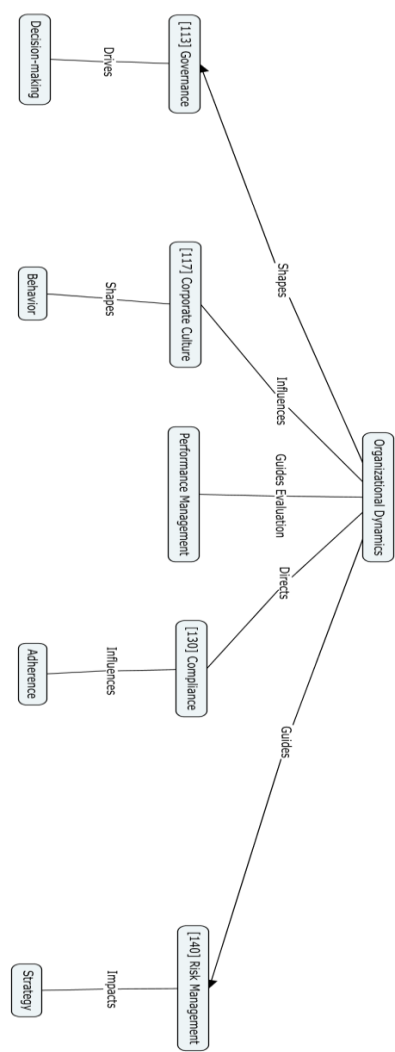 Organizational Dynamics
Shapes
Influences
Guides Evaluation
Directs
Guides
[113] Governance
[117] Corporate Culture
Performance Management
[130] Compliance
[140] Risk Management
Drives
Shapes
Influences
Impacts
Decision-making
Behavior
Adherence
Strategy